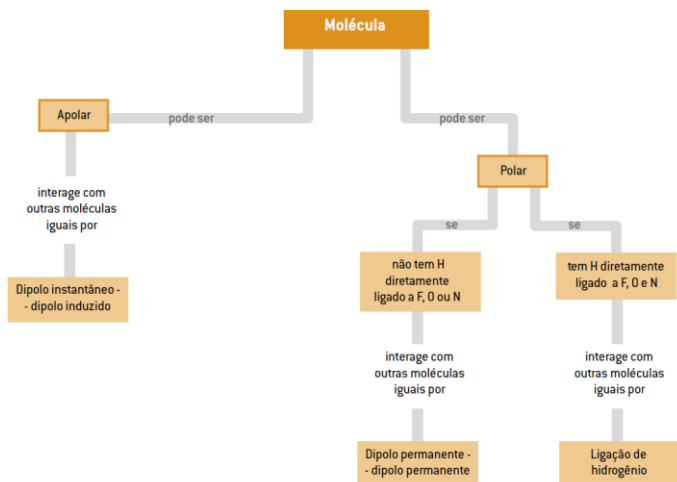 Molécula
pode ser
pode ser
Apolar
Polar
interage com
outras moléculas
iguais por
se
se
Dipolo instantâneo -
- dipolo induzido
não tem H
diretamente
ligado a F, O ou N
tem H diretamente
ligado a F, O e N
interage com
outras moléculas
iguais por
interage com
outras moléculas
iguais por
Dipolo permanente -
- dipolo permanente
Ligação de
hidrogênio